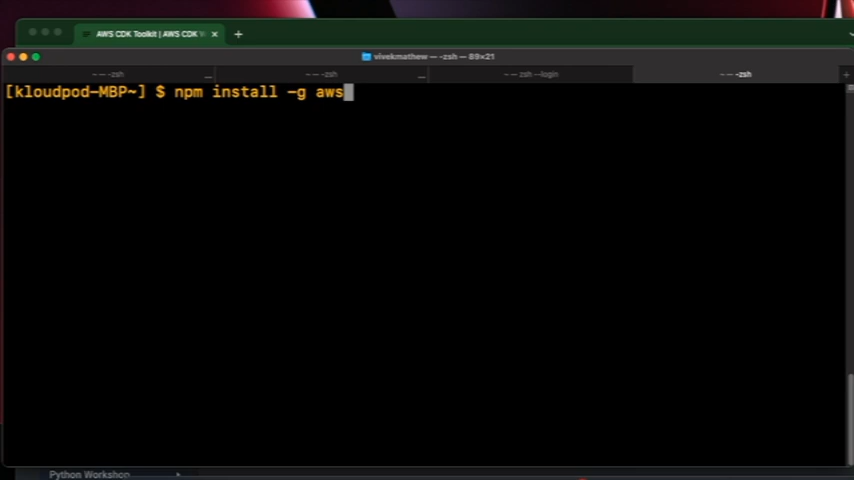 AWS CDK Toolkit | AWS CDK
vivekmathew — -zsh — 89×21
-zsh
-zsh
-zsh --login
-zsh
[kloudpod-MBP~] $ npm install -g aws
Python Workshop